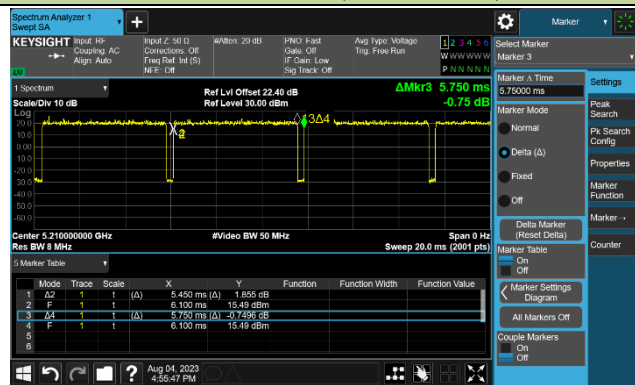 Spectrum Analyzer 1
Swept SA
Marker
KEYSIGHT
Input: RF
Coupling: AC
Align: Auto
Input Z: 50 Ω
Corrections: Off
Freq Ref: Int (S)
NFE: Off
#Atten: 20 dB
PNO: Fast
Gate: Off
IF Gain: Low
Sig Track: Off
Avg Type: Voltage
Trig: Free Run
1 2 3 4 5 6
W W W W W W
P N N N N N
Select Marker
Marker 3
LXI
1 Spectrum
Scale/Div 10 dB
Ref Lvl Offset 22.40 dB
Ref Level 30.00 dBm
ΔMkr3 5.750 ms
-0.75 dB
Log
20.0
10.0
0.00
-10.0
-20.0
-30.0
-40.0
-50.0
-60.0
3Δ4
Center 5.210000000 GHz
Res BW 8 MHz
#Video BW 50 MHz
Span 0 Hz
Sweep 20.0 ms (2001 pts)
5 Marker Table
Mode Trace Scale X Y Function Function Width Function Value
1 Δ2 1 t (Δ) 5.450 ms (Δ) 1.855 dB
2 F 1 t 6.100 ms 15.49 dBm
3 Δ4 1 t (Δ) 5.750 ms (Δ) -0.7496 dB
4 F 1 t 6.100 ms 15.49 dBm
5
6
Marker Δ Time
5.75000 ms
Marker Mode
Normal
Delta (Δ)
Fixed
Off
Delta Marker
(Reset Delta)
Marker Table
On
Off
Marker Settings
Diagram
All Markers Off
Couple Markers
On
Off
Settings
Peak
Search
Pk Search
Config
Properties
Marker
Function
Marker→
Counter
?
Aug 04, 2023
4:55:47 PM